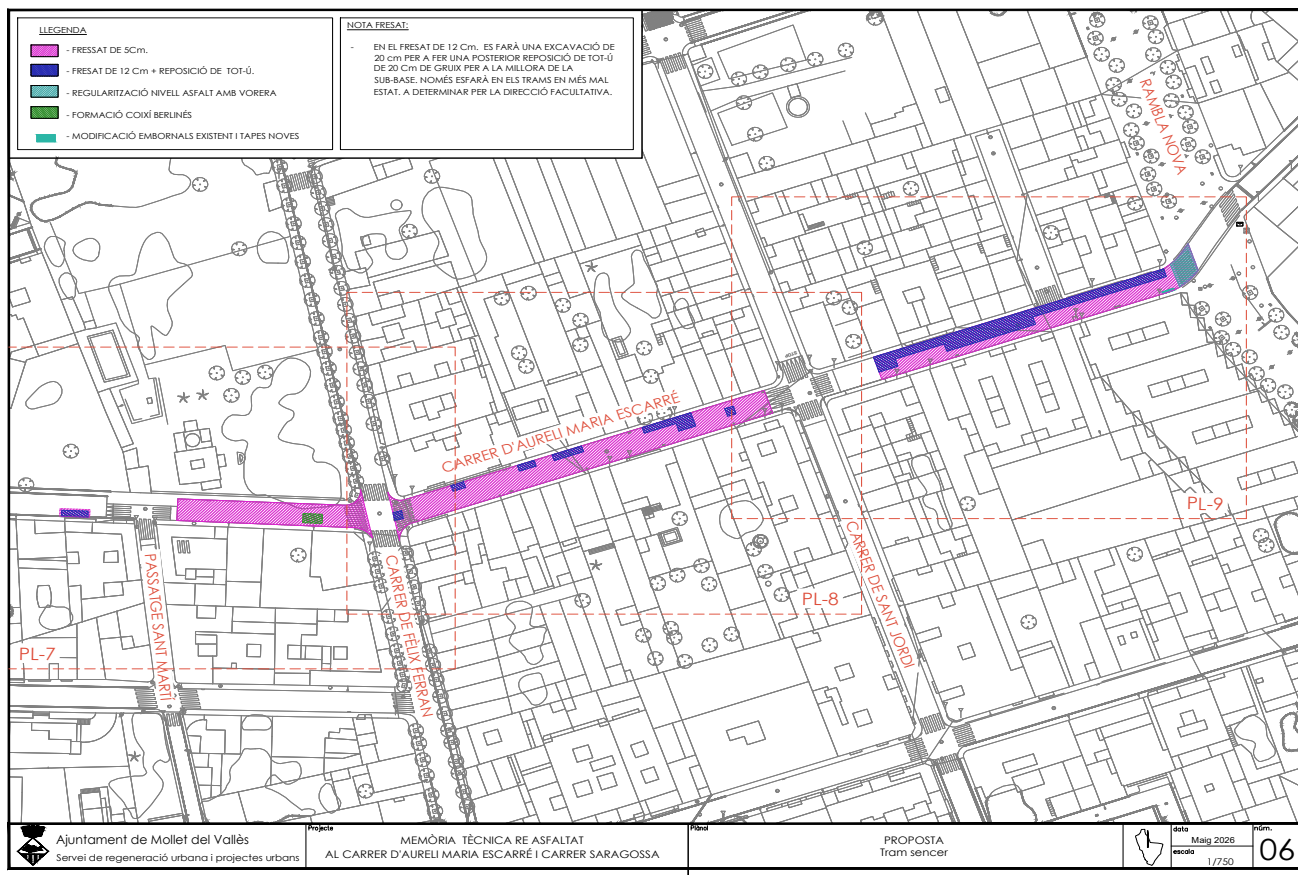 LLEGENDA
- FRESSAT DE 5Cm.
- FRESAT DE 12 Cm + REPOSICIÓ DE TOT-Ú.
- REGULARITZACIÓ NIVELL ASFALT AMB VORERA
- FORMACIÓ COIXÍ BERLINÉS
- MODIFICACIÓ EMBORNALS EXISTENT I TAPES NOVES
NOTA FRESAT:
- EN EL FRESAT DE 12 Cm. ES FARÀ UNA EXCAVACIÓ DE
20 cm PER A FER UNA POSTERIOR REPOSICIÓ DE TOT-Ú
DE 20 Cm DE GRUIX PER A LA MILLORA DE LA
SUB-BASE. NOMÉS ESFARÀ EN ELS TRAMS EN MÉS MAL
ESTAT. A DETERMINAR PER LA DIRECCIÓ FACULTATIVA.
RAMBLA NOVA
STOP
CARRER D'AURELI MARIA ESCARRÉ
PL-9
CARRER DE SANT JORDI
PL-8
PASSATGE SANT MARTÍ
CARRER DE FÈLIX FERRAN
PL-7
Ajuntament de Mollet del Vallès
Servei de regeneració urbana i projectes urbans
Projecte
MEMÒRIA TÈCNICA RE ASFALTAT
AL CARRER D'AURELI MARIA ESCARRÉ I CARRER SARAGOSSA
Plànol
PROPOSTA
Tram sencer
data
Maig 2026
escala
1/750
núm.
06